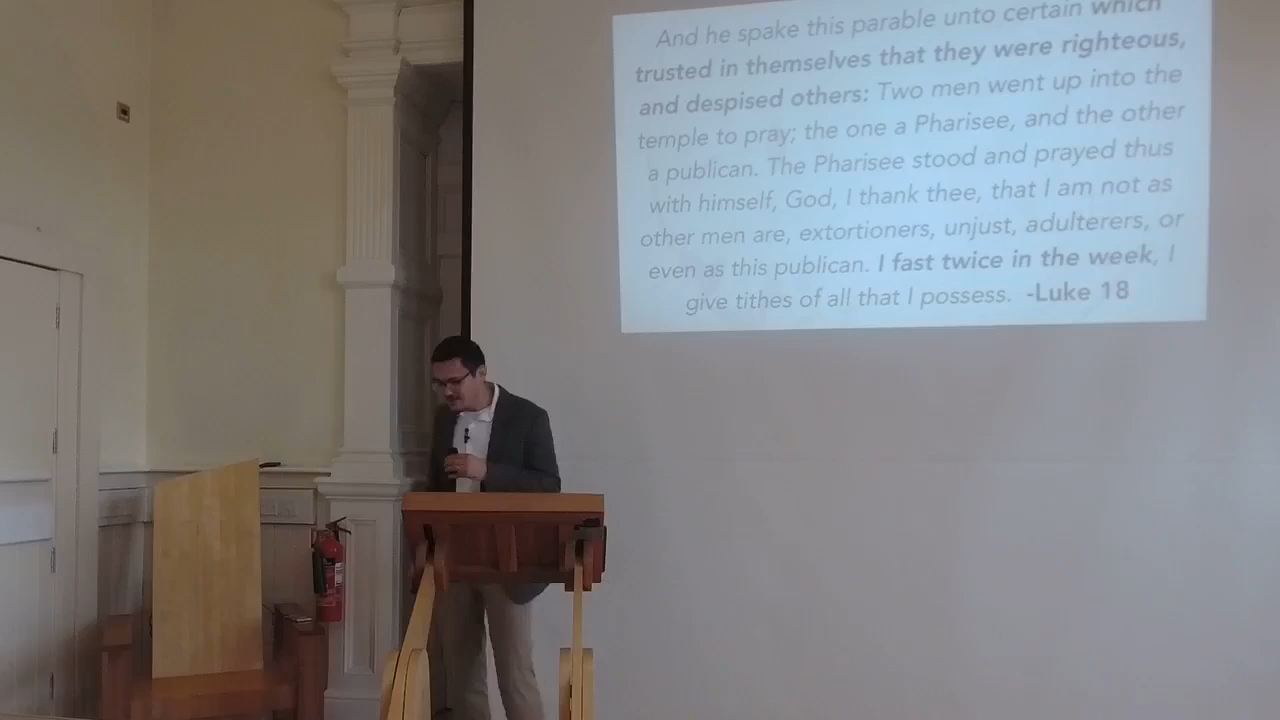 And he spake this parable unto certain which
trusted in themselves that they were righteous,
and despised others: Two men went up into the
temple to pray; the one a Pharisee, and the other
a publican. The Pharisee stood and prayed thus
with himself, God, I thank thee, that I am not as
other men are, extortioners, unjust, adulterers, or
even as this publican. I fast twice in the week, I
give tithes of all that I possess. -Luke 18